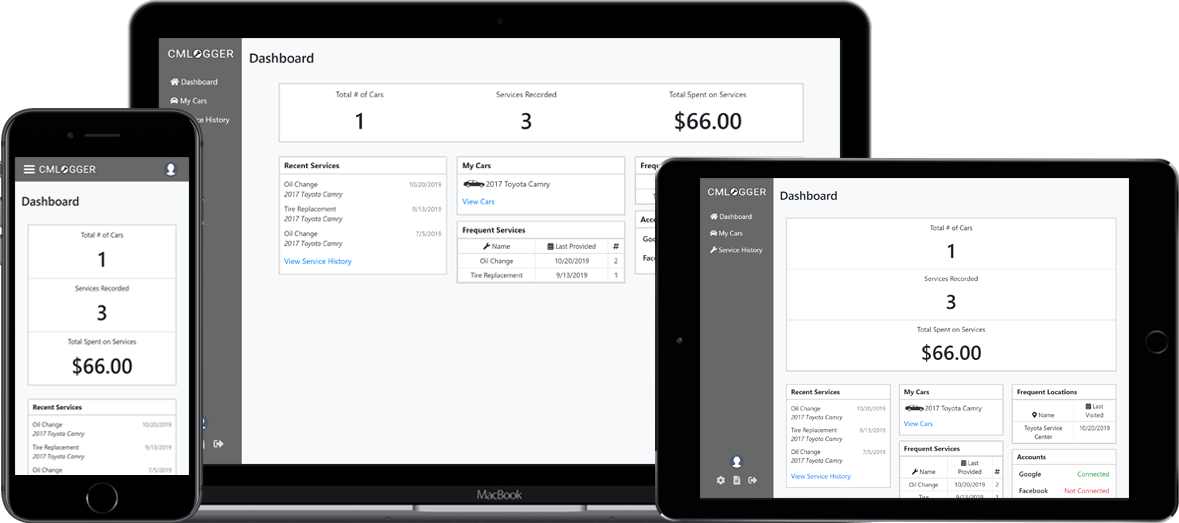 CMLOGGER
Dashboard
My Cars
ce History
Dashboard
Total # of Cars
1
Services Recorded
3
Total Spent on Services
$66.00
Recent Services
Oil Change 10/20/2019
2017 Toyota Camry
Tire Replacement 9/13/2019
2017 Toyota Camry
Oil Change 7/5/2019
2017 Toyota Camry
View Service History
My Cars
2017 Toyota Camry
View Cars
Frequent Services
Name Last Provided #
Oil Change 10/20/2019 2
Tire Replacement 9/13/2019 1
Frequ
Acco
Goo
Face
MacBook
CMLOGGER
Dashboard
Total # of Cars
1
Services Recorded
3
Total Spent on Services
$66.00
Recent Services
Oil Change 10/20/2019
2017 Toyota Camry
Tire Replacement 9/13/2019
2017 Toyota Camry
Oil Change 7/5/2019
CMLOGGER
Dashboard
My Cars
Service History
Dashboard
Total # of Cars
1
Services Recorded
3
Total Spent on Services
$66.00
Recent Services
Oil Change 10/20/2019
2017 Toyota Camry
Tire Replacement 9/13/2019
2017 Toyota Camry
Oil Change 7/5/2019
2017 Toyota Camry
View Service History
My Cars
2017 Toyota Camry
View Cars
Frequent Services
Name Last Provided #
Oil Change 10/20/2019 2
Tire 9/13/2019 1
Frequent Locations
Name Last Visited
Toyota Service Center 10/20/2019
Accounts
Google Connected
Facebook Not Connected